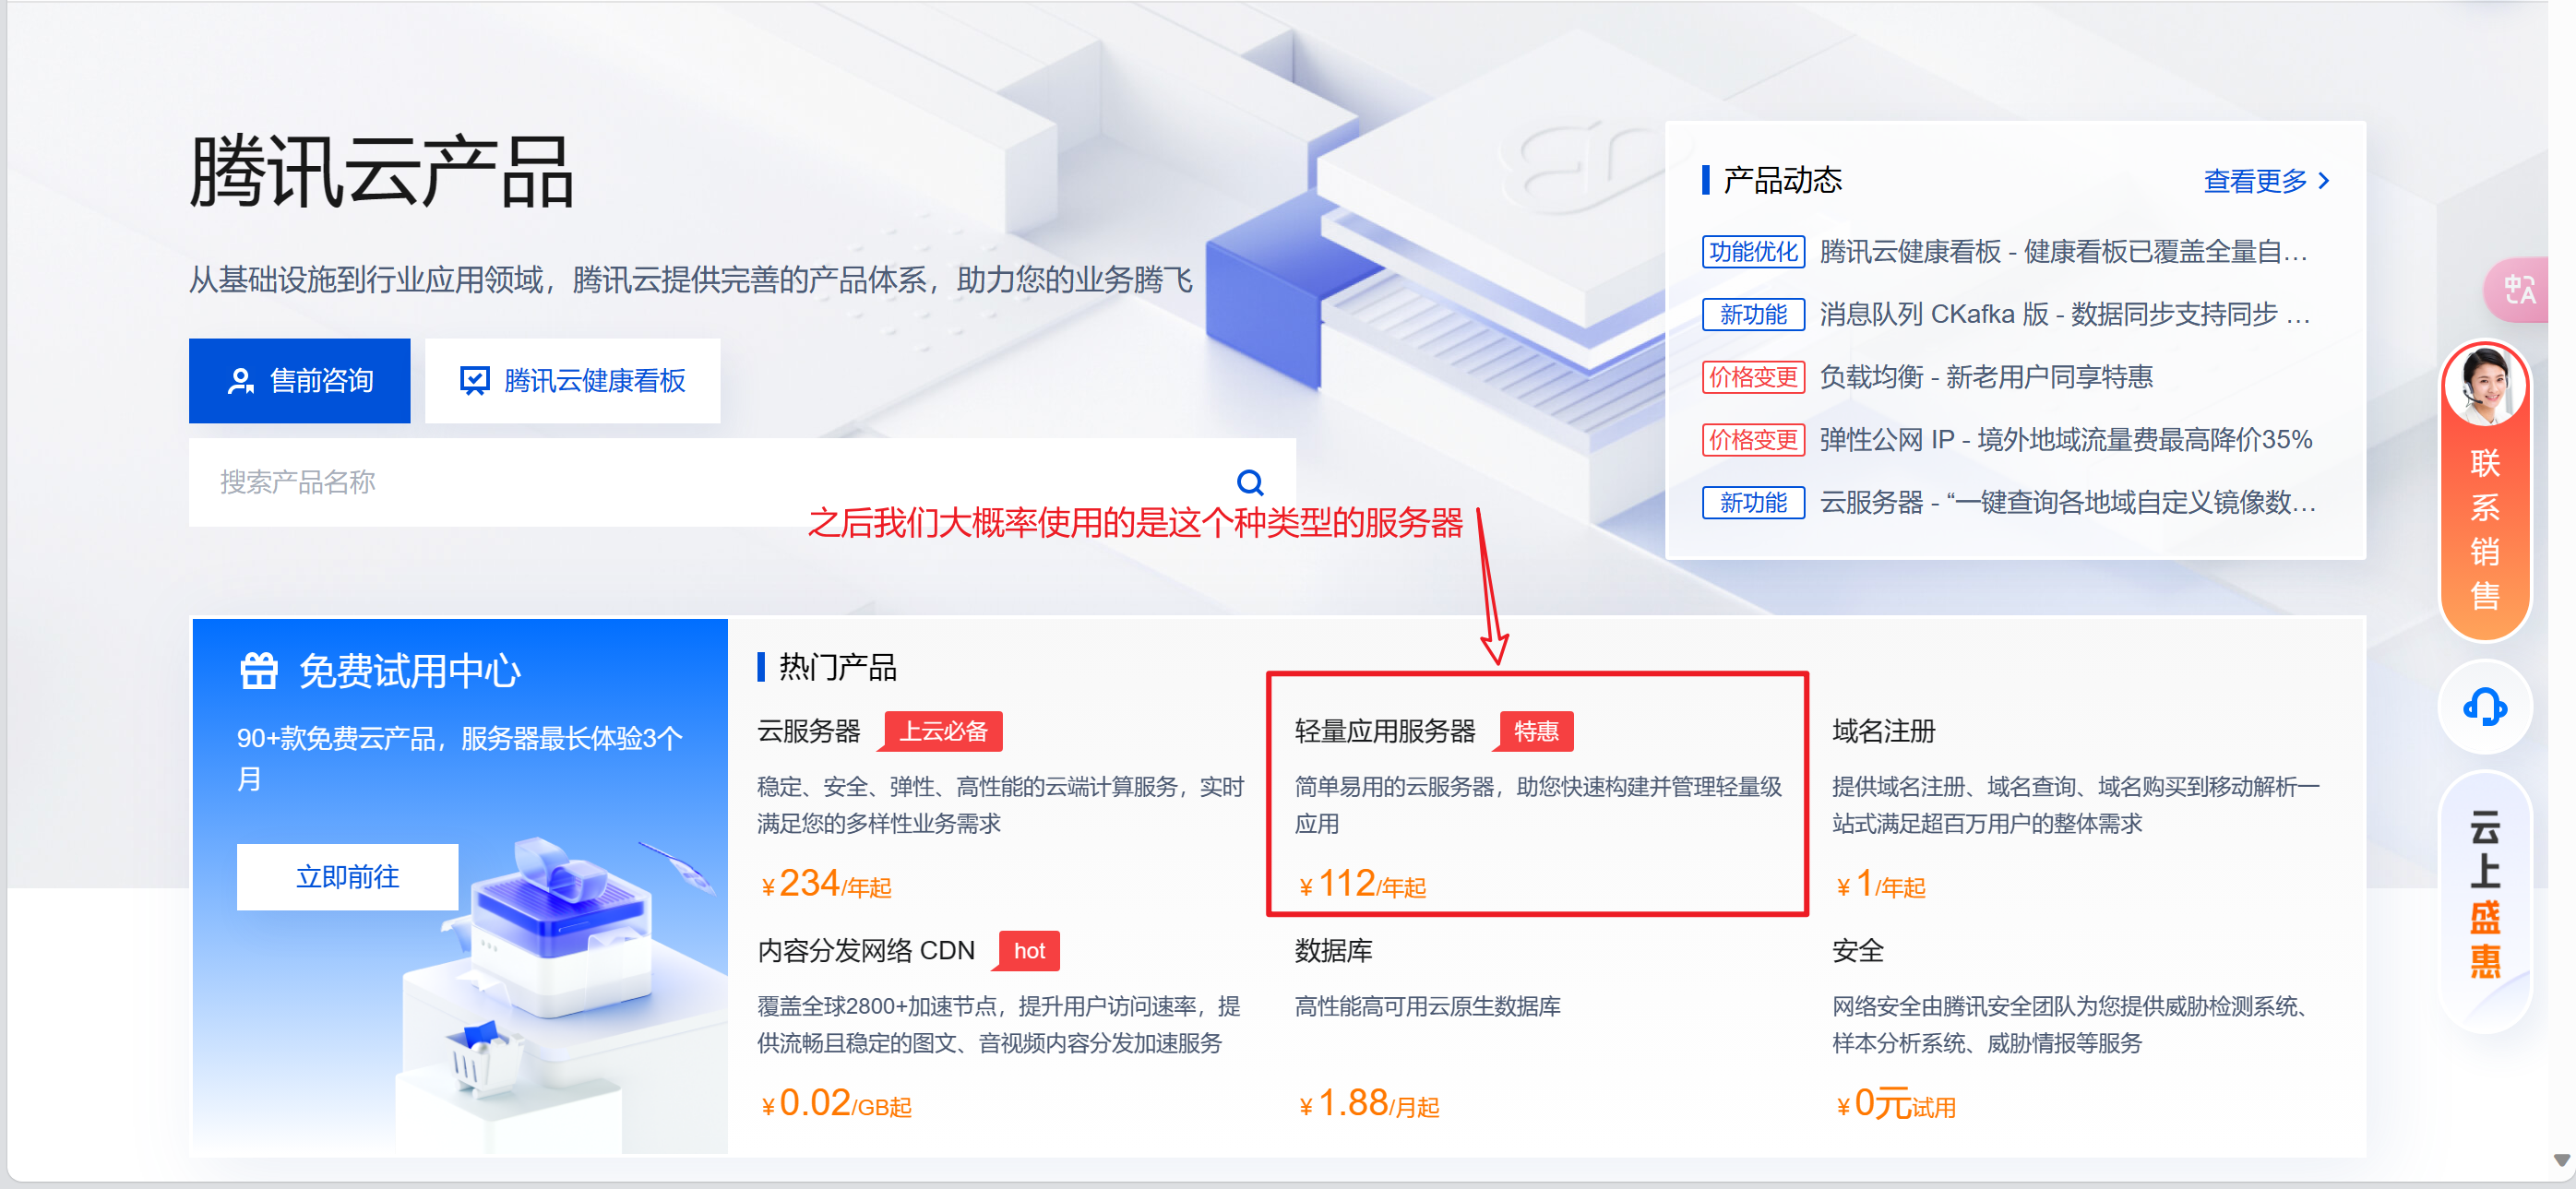 腾讯云产品
从基础设施到行业应用领域，腾讯云提供完善的产品体系，助力您的业务腾飞
售前咨询
腾讯云健康看板
搜索产品名称
产品动态
查看更多
功能优化 腾讯云健康看板 - 健康看板已覆盖全量自...
新功能 消息队列 CKafka 版 - 数据同步支持同步 ...
价格变更 负载均衡 - 新老用户同享特惠
价格变更 弹性公网 IP - 境外地域流量费最高降价35%
新功能 云服务器 - “一键查询各地域自定义镜像数...
之后我们大概率使用的是这个种类型的服务器
免费试用中心
90+款免费云产品，服务器最长体验3个
月
立即前往
热门产品
云服务器 上云必备
稳定、安全、弹性、高性能的云端计算服务，实时
满足您的多样性业务需求
¥234/年起
轻量应用服务器 特惠
简单易用的云服务器，助您快速构建并管理轻量级
应用
¥112/年起
域名注册
提供域名注册、域名查询、域名购买到移动解析一
站式满足超百万用户的整体需求
¥1/年起
内容分发网络 CDN hot
覆盖全球2800+加速节点，提升用户访问速率，提
供流畅且稳定的图文、音视频内容分发加速服务
¥0.02/GB起
数据库
高性能高可用云原生数据库
¥1.88/月起
安全
网络安全由腾讯安全团队为您提供威胁检测系统、
样本分析系统、威胁情报等服务
¥0元试用
中A
联
系
销
售
云
上
盛
惠